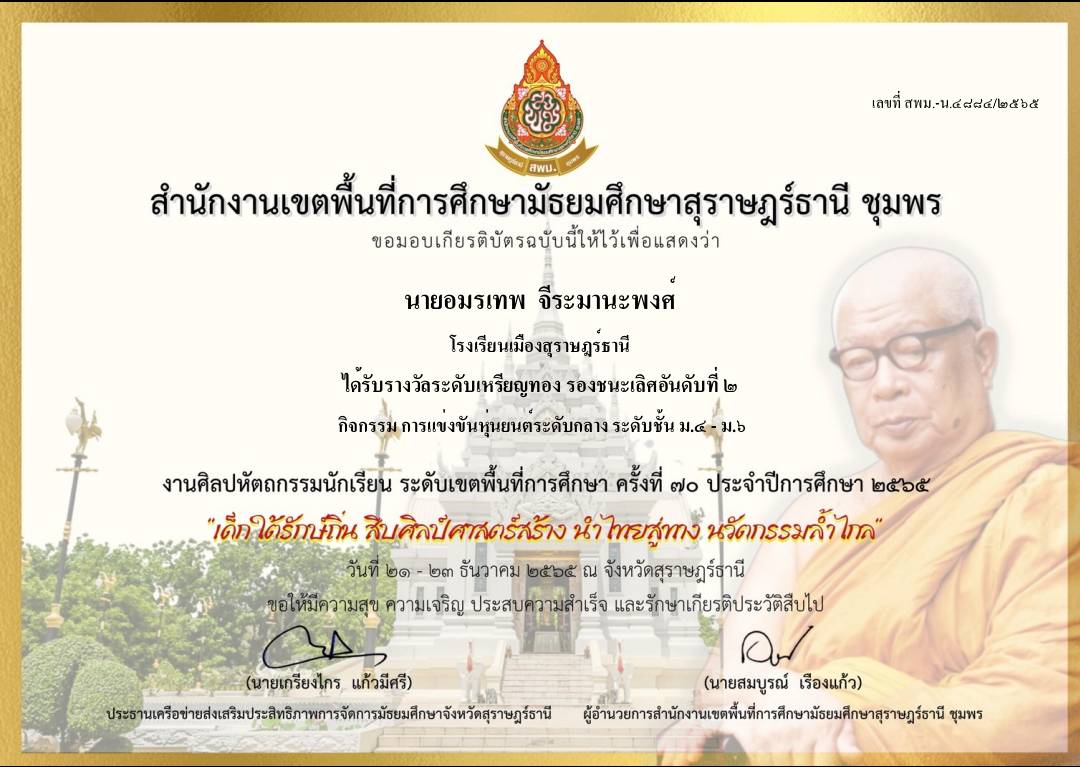 สุราษฎร์ธานี สพม. ชุมพร
เลขที่ สพม.-น.๔๘๘๔/๒๕๖๕
สำนักงานเขตพื้นที่การศึกษามัธยมศึกษาสุราษฎร์ธานี ชุมพร
ขอมอบเกียรติบัตรฉบับนี้ให้ไว้เพื่อแสดงว่า
นายอมรเทพ จีระมานะพงศ์
โรงเรียนเมืองสุราษฎร์ธานี
ได้รับรางวัลระดับเหรียญทอง รองชนะเลิศอันดับที่ ๒
กิจกรรม การแข่งขันหุ่นยนต์ระดับกลาง ระดับชั้น ม.๔ - ม.๖
งานศิลปหัตถกรรมนักเรียน ระดับเขตพื้นที่การศึกษา ครั้งที่ ๗๐ ประจำปีการศึกษา ๒๕๖๕
"เด็กใต้รักษ์ถิ่น สืบศิลป์ศาสตร์สร้าง นำไทยสู่ทาง นวัตกรรมล้ำไกล"
วันที่ ๒๑ - ๒๓ ธันวาคม ๒๕๖๕ ณ จังหวัดสุราษฎร์ธานี
ขอให้มีความสุข ความเจริญ ประสบความสำเร็จ และรักษาเกียรติประวัติสืบไป
(นายเกรียงไกร แก้วมีศรี) (นายสมบูรณ์ เรืองแก้ว)
ประธานเครือข่ายส่งเสริมประสิทธิภาพการจัดการมัธยมศึกษาจังหวัดสุราษฎร์ธานี ผู้อำนวยการสำนักงานเขตพื้นที่การศึกษามัธยมศึกษาสุราษฎร์ธานี ชุมพร